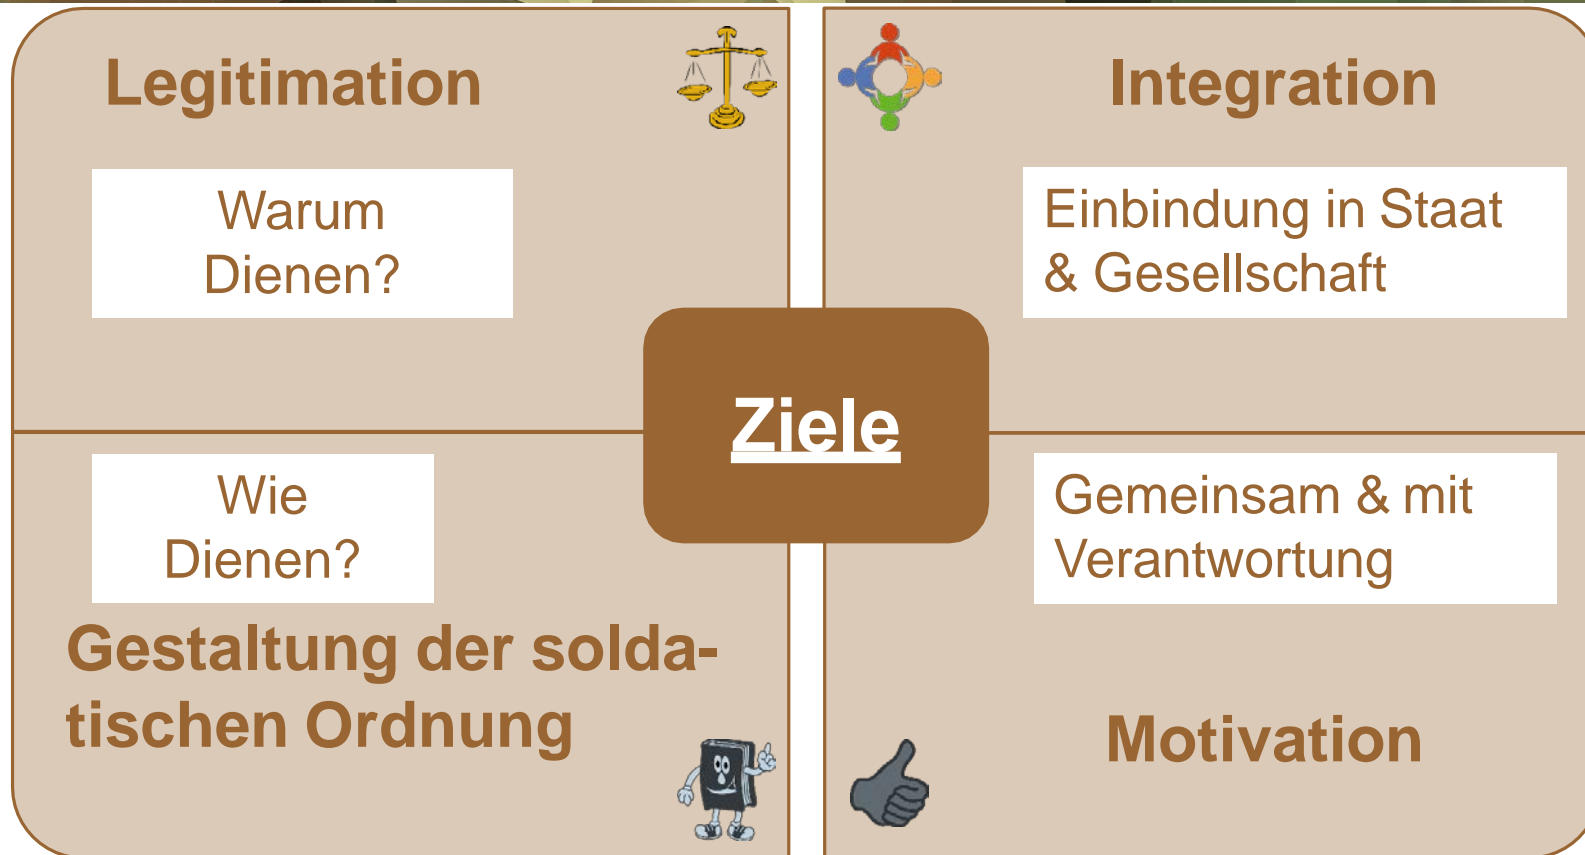 Legitimation
Warum
Dienen?
Integration
Einbindung in Staat
& Gesellschaft
Ziele
Wie
Dienen?
Gestaltung der solda-
tischen Ordnung
Gemeinsam & mit
Verantwortung
Motivation